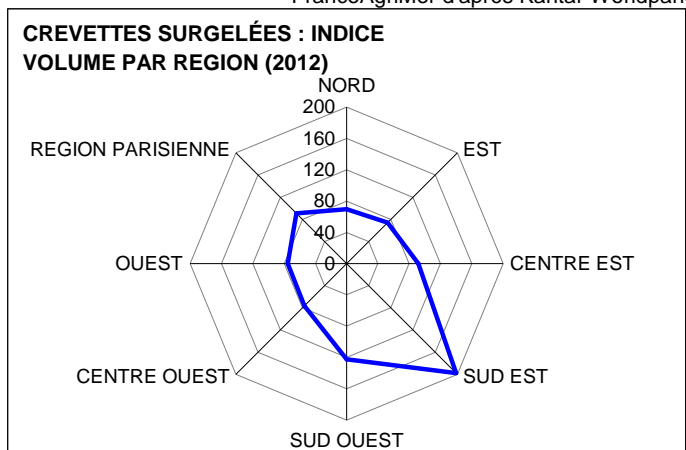 CREVETTES SURGELÉES : INDICE
VOLUME PAR REGION (2012)
NORD
200
160
120
80
40
0
REGION PARISIENNE
EST
OUEST
CENTRE EST
CENTRE OUEST
SUD EST
SUD OUEST